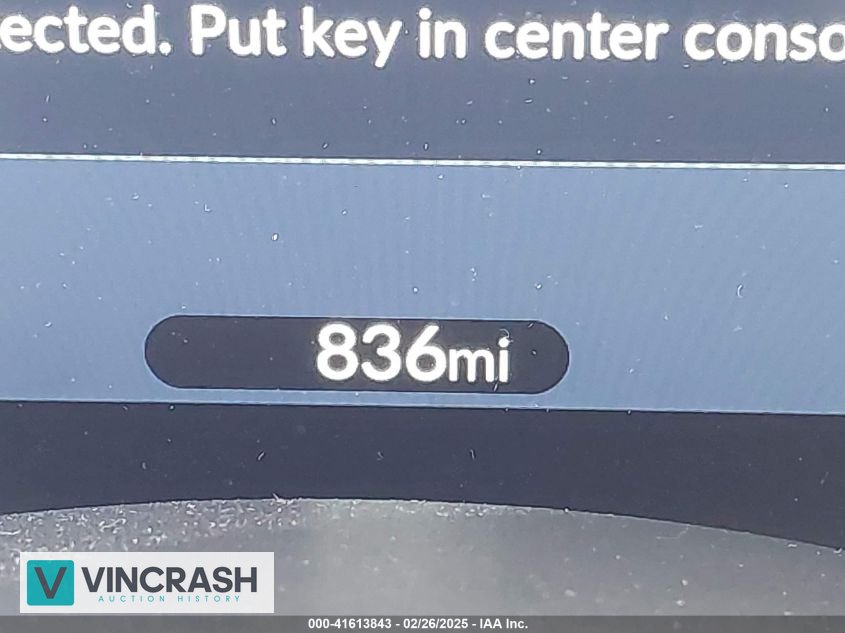 ected. Put key in center conso
836mi
V VINCRASH
AUCTION HISTORY
000-41613843 - 02/26/2025 - IAA Inc.